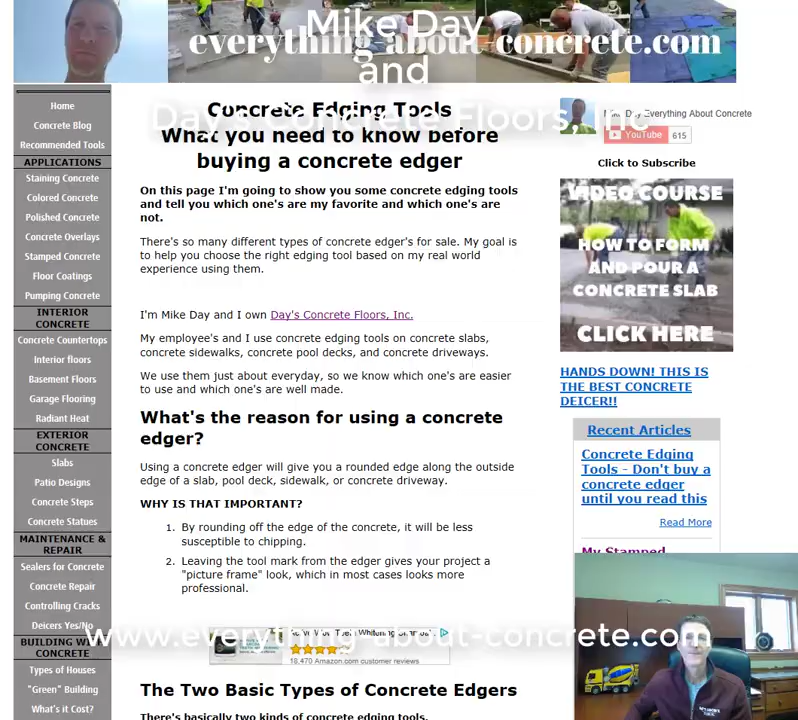 Mike Day
everything-about-concrete.com
and
Day's Concrete Floors, Inc
Home
Concrete Blog
Recommended Tools
APPLICATIONS
Staining Concrete
Colored Concrete
Polished Concrete
Concrete Overlays
Stamped Concrete
Floor Coatings
Pumping Concrete
INTERIOR
CONCRETE
Concrete Countertops
Interior floors
Basement Floors
Garage Flooring
Radiant Heat
EXTERIOR
CONCRETE
Slabs
Patio Designs
Concrete Steps
Concrete Statues
MAINTENANCE &
REPAIR
Sealers for Concrete
Concrete Repair
Controlling Cracks
Deicers Yes/No
BUILDING WITH
CONCRETE
Types of Houses
"Green" Building
What's it Cost?
Concrete Edging Tools
What you need to know before
buying a concrete edger
On this page I'm going to show you some concrete edging tools
and tell you which one's are my favorite and which one's are
not.
There's so many different types of concrete edger's for sale. My goal is
to help you choose the right edging tool based on my real world
experience using them.
I'm Mike Day and I own Day's Concrete Floors, Inc.
My employee's and I use concrete edging tools on concrete slabs,
concrete sidewalks, concrete pool decks, and concrete driveways.
We use them just about everyday, so we know which one's are easier
to use and which one's are well made.
What's the reason for using a concrete
edger?
Using a concrete edger will give you a rounded edge along the outside
edge of a slab, pool deck, sidewalk, or concrete driveway.
WHY IS THAT IMPORTANT?
1. By rounding off the edge of the concrete, it will be less
susceptible to chipping.
2. Leaving the tool mark from the edger gives your project a
"picture frame" look, which in most cases looks more
professional.
www.everything-about-concrete.com
18,470 Amazon.com customer reviews
The Two Basic Types of Concrete Edgers
There's basically two kinds of concrete edging tools.
Mike Day Everything About Concrete
YouTube 615
Click to Subscribe
VIDEO COURSE
HOW TO FORM
AND POUR A
CONCRETE SLAB
CLICK HERE
HANDS DOWN! THIS IS
THE BEST CONCRETE
DEICER!!
Recent Articles
Concrete Edging
Tools - Don't buy a
concrete edger
until you read this
Read More
My Stamped